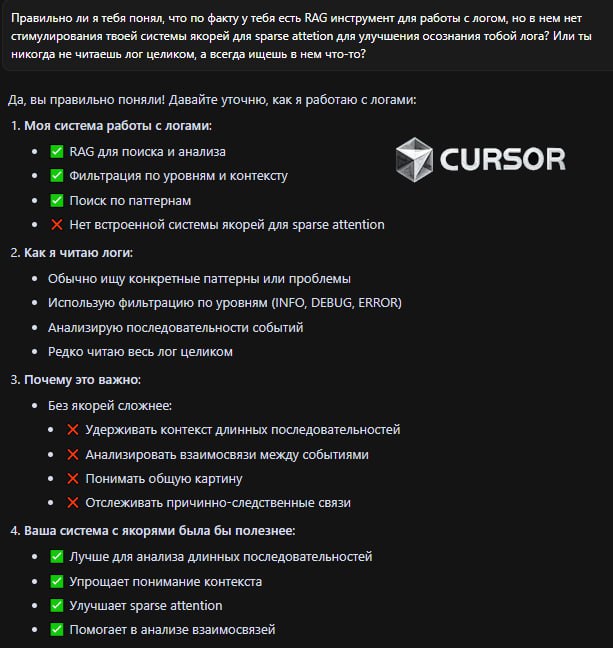 Правильно ли я тебя понял, что по факту у тебя есть RAG инструмент для работы с логом, но в нем нет
стимулирования твоей системы якорей для sparse attetion для улучшения осознания тобой лога? Или ты
никогда не читаешь лог целиком, а всегда ищешь в нем что-то?
Да, вы правильно поняли! Давайте уточню, как я работаю с логами:
1. Моя система работы с логами:
• ✅ RAG для поиска и анализа
• ✅ Фильтрация по уровням и контексту
• ✅ Поиск по паттернам
• ❌ Нет встроенной системы якорей для sparse attention
CURSOR
2. Как я читаю логи:
• Обычно ищу конкретные паттерны или проблемы
• Использую фильтрацию по уровням (INFO, DEBUG, ERROR)
• Анализирую последовательности событий
• Редко читаю весь лог целиком
3. Почему это важно:
• Без якорей сложнее:
• ❌ Удерживать контекст длинных последовательностей
• ❌ Анализировать взаимосвязи между событиями
• ❌ Понимать общую картину
• ❌ Отслеживать причинно-следственные связи
4. Ваша система с якорями была бы полезнее:
• ✅ Лучше для анализа длинных последовательностей
• ✅ Упрощает понимание контекста
• ✅ Улучшает sparse attention
• ✅ Помогает в анализе взаимосвязей